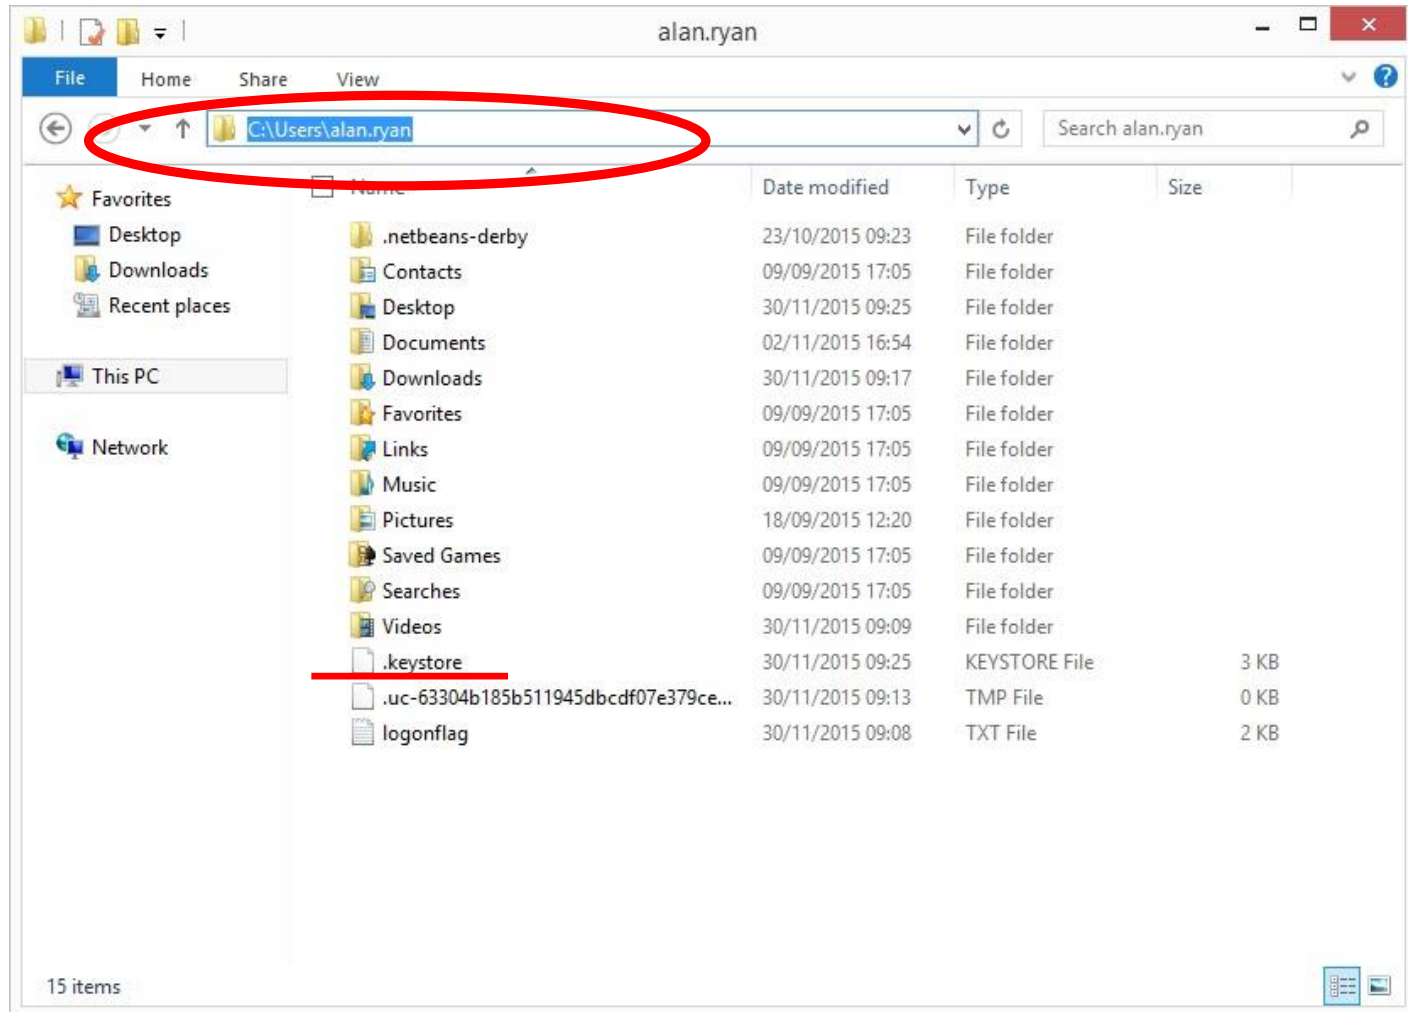 alan.ryan
File Home Share View
C:\Users\alan.ryan Search alan.ryan
Name Date modified Type Size
Favorites
Desktop
Downloads
Recent places
This PC
Network
.netbeans-derby 23/10/2015 09:23 File folder
Contacts 09/09/2015 17:05 File folder
Desktop 30/11/2015 09:25 File folder
Documents 02/11/2015 16:54 File folder
Downloads 30/11/2015 09:17 File folder
Favorites 09/09/2015 17:05 File folder
Links 09/09/2015 17:05 File folder
Music 09/09/2015 17:05 File folder
Pictures 18/09/2015 12:20 File folder
Saved Games 09/09/2015 17:05 File folder
Searches 09/09/2015 17:05 File folder
Videos 30/11/2015 09:09 File folder
.keystore 30/11/2015 09:25 KEYSTORE File 3 KB
.uc-63304b185b511945dbcdf07e379ce... 30/11/2015 09:13 TMP File 0 KB
logonflag 30/11/2015 09:08 TXT File 2 KB
15 items